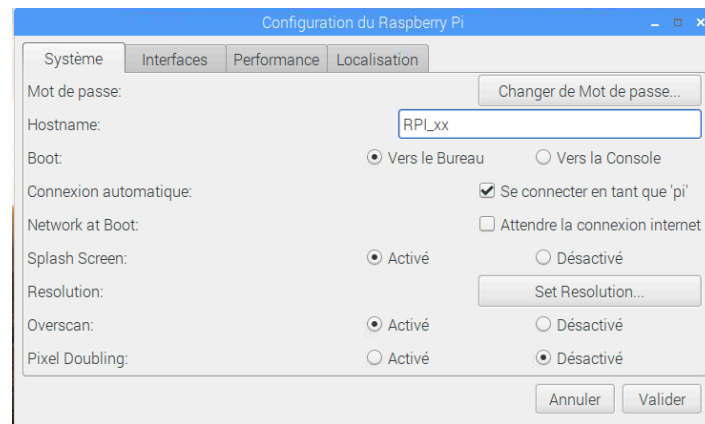 Configuration du Raspberry Pi
Système Interfaces Performance Localisation
Mot de passe: Changer de Mot de passe...
Hostname: RPI_xx
Boot: Vers le Bureau Vers la Console
Connexion automatique: Se connecter en tant que 'pi'
Network at Boot: Attendre la connexion internet
Splash Screen: Activé Désactivé
Resolution: Set Resolution...
Overscan: Activé Désactivé
Pixel Doubling: Activé Désactivé
Annuler Valider